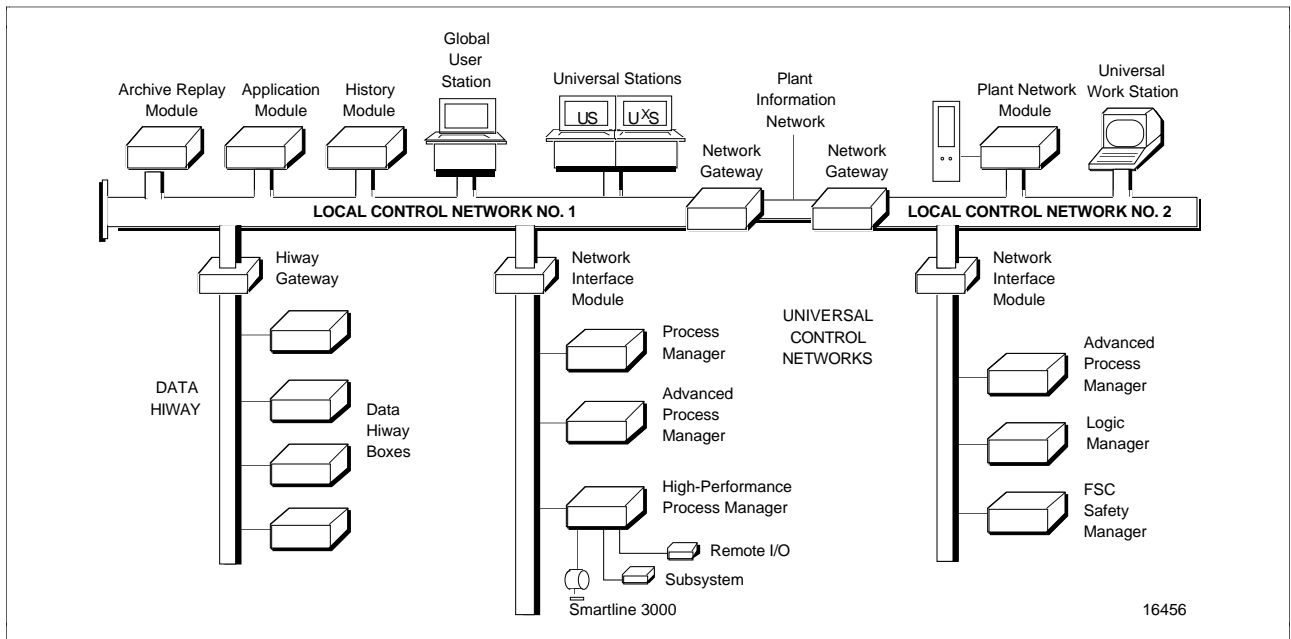 Global
User
Station
Archive Replay
Module
Application
Module
History
Module
Universal Stations
US
UXS
Plant
Information
Network
Network
Gateway
Network
Gateway
Plant Network
Module
Universal
Work Station
LOCAL CONTROL NETWORK NO. 1
LOCAL CONTROL NETWORK NO. 2
Hiway
Gateway
Network
Interface
Module
Network
Interface
Module
UNIVERSAL
CONTROL
NETWORKS
DATA
HIWAY
Data
Hiway
Boxes
Process
Manager
Advanced
Process
Manager
High-Performance
Process Manager
Remote I/O
Subsystem
Smartline 3000
Advanced
Process
Manager
Logic
Manager
FSC
Safety
Manager
16456